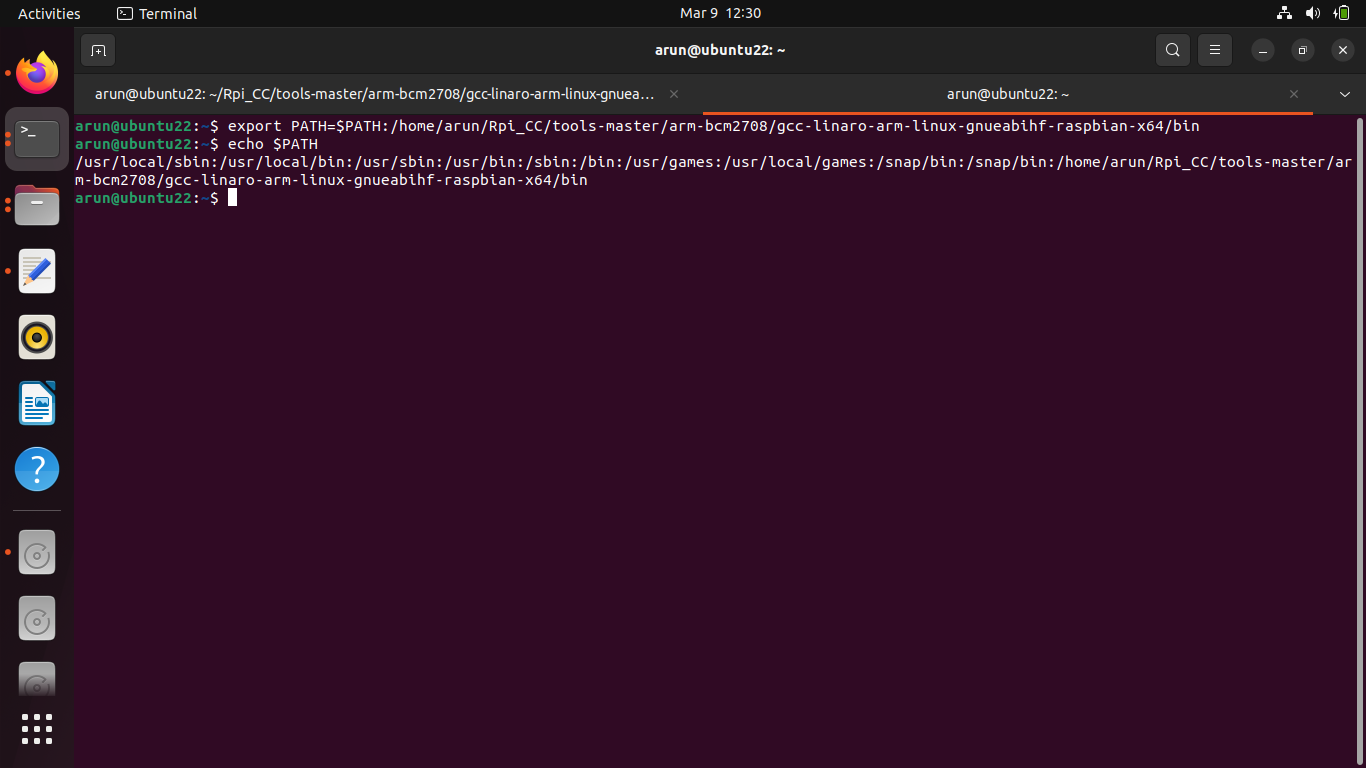 Activities Terminal Mar 9 12:30
arun@ubuntu22: ~
arun@ubuntu22: ~/Rpi_CC/tools-master/arm-bcm2708/gcc-linaro-arm-linux-gnuea… arun@ubuntu22: ~
arun@ubuntu22:~$ export PATH=$PATH:/home/arun/Rpi_CC/tools-master/arm-bcm2708/gcc-linaro-arm-linux-gnueabihf-raspbian-x64/bin
arun@ubuntu22:~$ echo $PATH
/usr/local/sbin:/usr/local/bin:/usr/sbin:/usr/bin:/sbin:/bin:/usr/games:/usr/local/games:/snap/bin:/snap/bin:/home/arun/Rpi_CC/tools-master/ar
m-bcm2708/gcc-linaro-arm-linux-gnueabihf-raspbian-x64/bin
arun@ubuntu22:~$